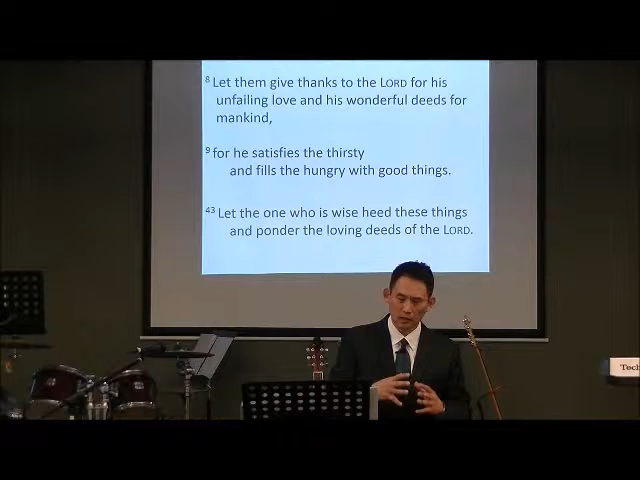 8 Let them give thanks to the LORD for his
unfailing love and his wonderful deeds for
mankind,
9 for he satisfies the thirsty
and fills the hungry with good things.
43 Let the one who is wise heed these things
and ponder the loving deeds of the LORD.
Tech